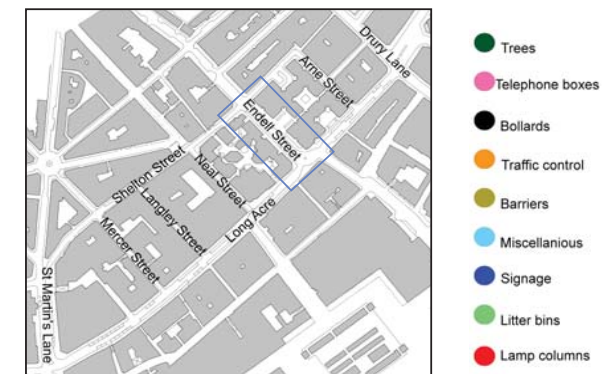 Drury Lane
Arne Street
Endell Street
Shelton Street
Neal Street
Langley Street
Long Acre
Mercer Street
St Martin's Lane
Trees
Telephone boxes
Bollards
Traffic control
Barriers
Miscellanious
Signage
Litter bins
Lamp columns